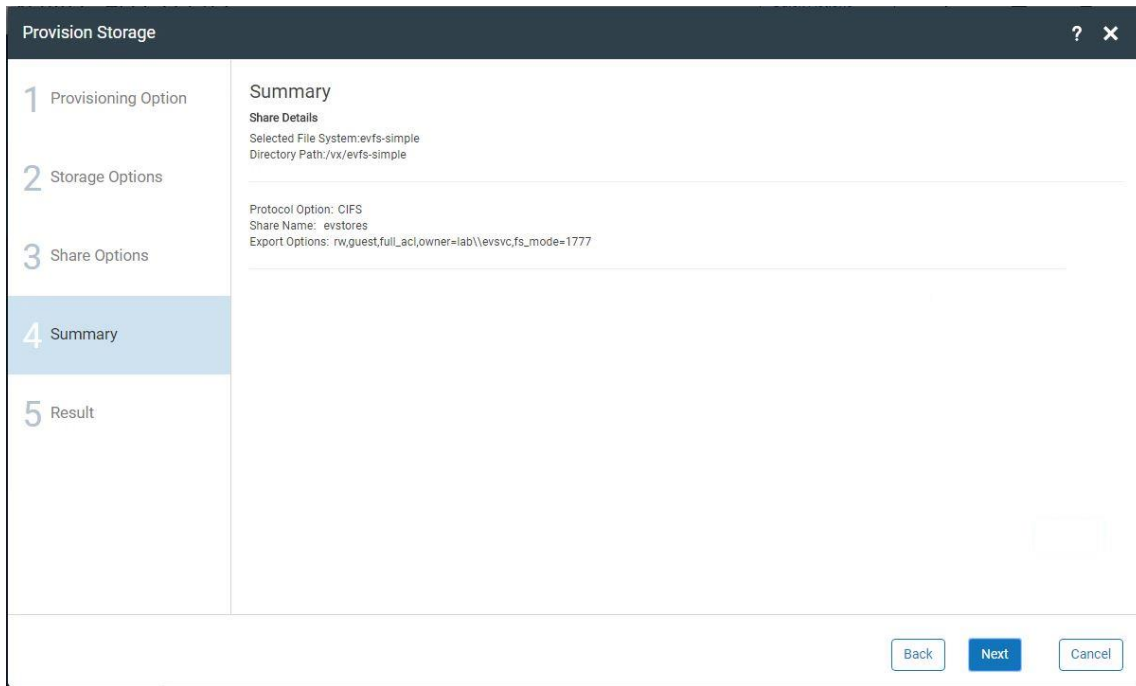 Provision Storage
? ×
1 Provisioning Option
2 Storage Options
3 Share Options
4 Summary
5 Result
Summary
Share Details
Selected File System:evfs-simple
Directory Path:/vx/evfs-simple
Protocol Option: CIFS
Share Name: evstores
Export Options: rw,guest,full_acl,owner=lab\\evsvc,fs_mode=1777
Back Next Cancel